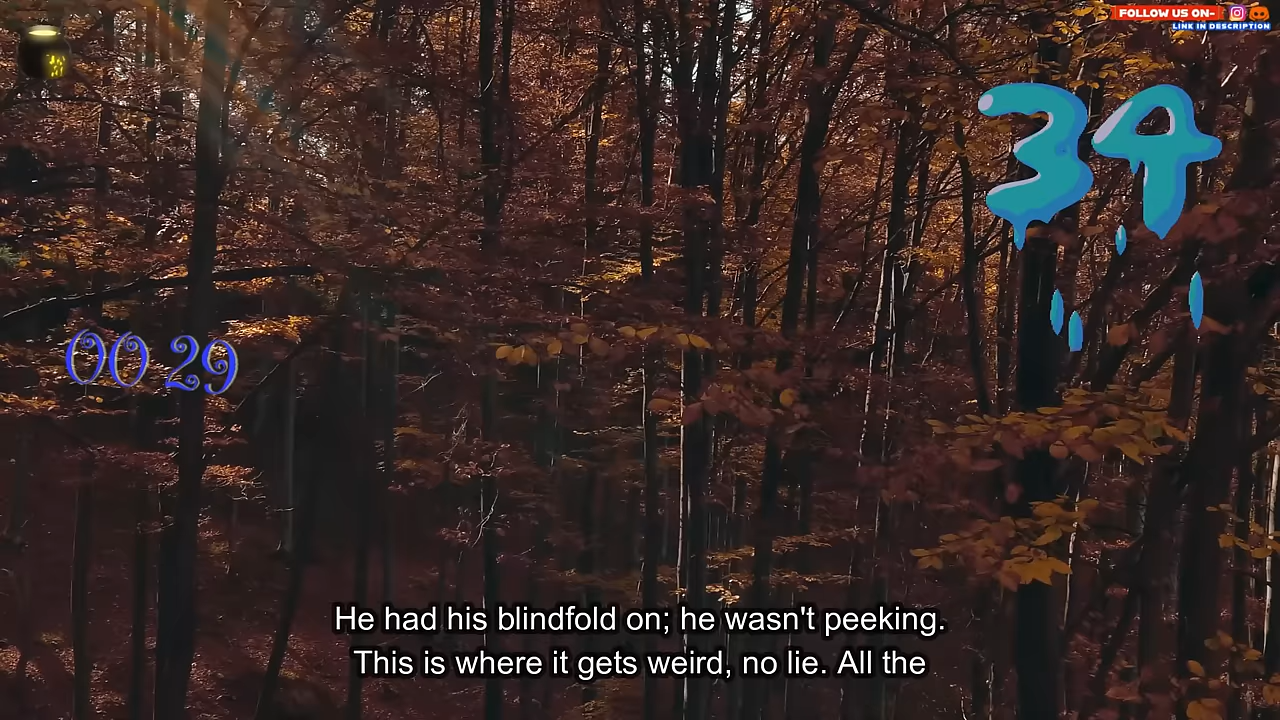 FOLLOW US ON-
LINK IN DESCRIPTION
34
00 29
He had his blindfold on; he wasn't peeking.
This is where it gets weird, no lie. All the